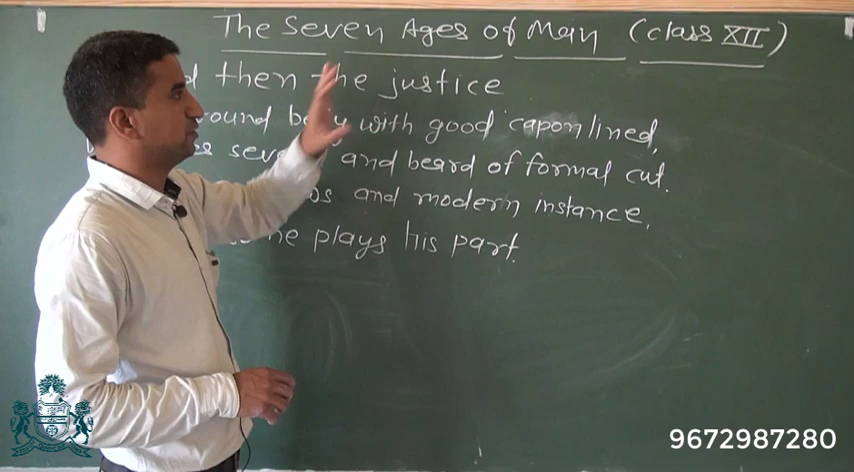 The Seven Ages of Man (class XII)
then the justice
round belly with good capon lined,
and beard of formal cut.
and modern instance,
he plays his part.
9672987280